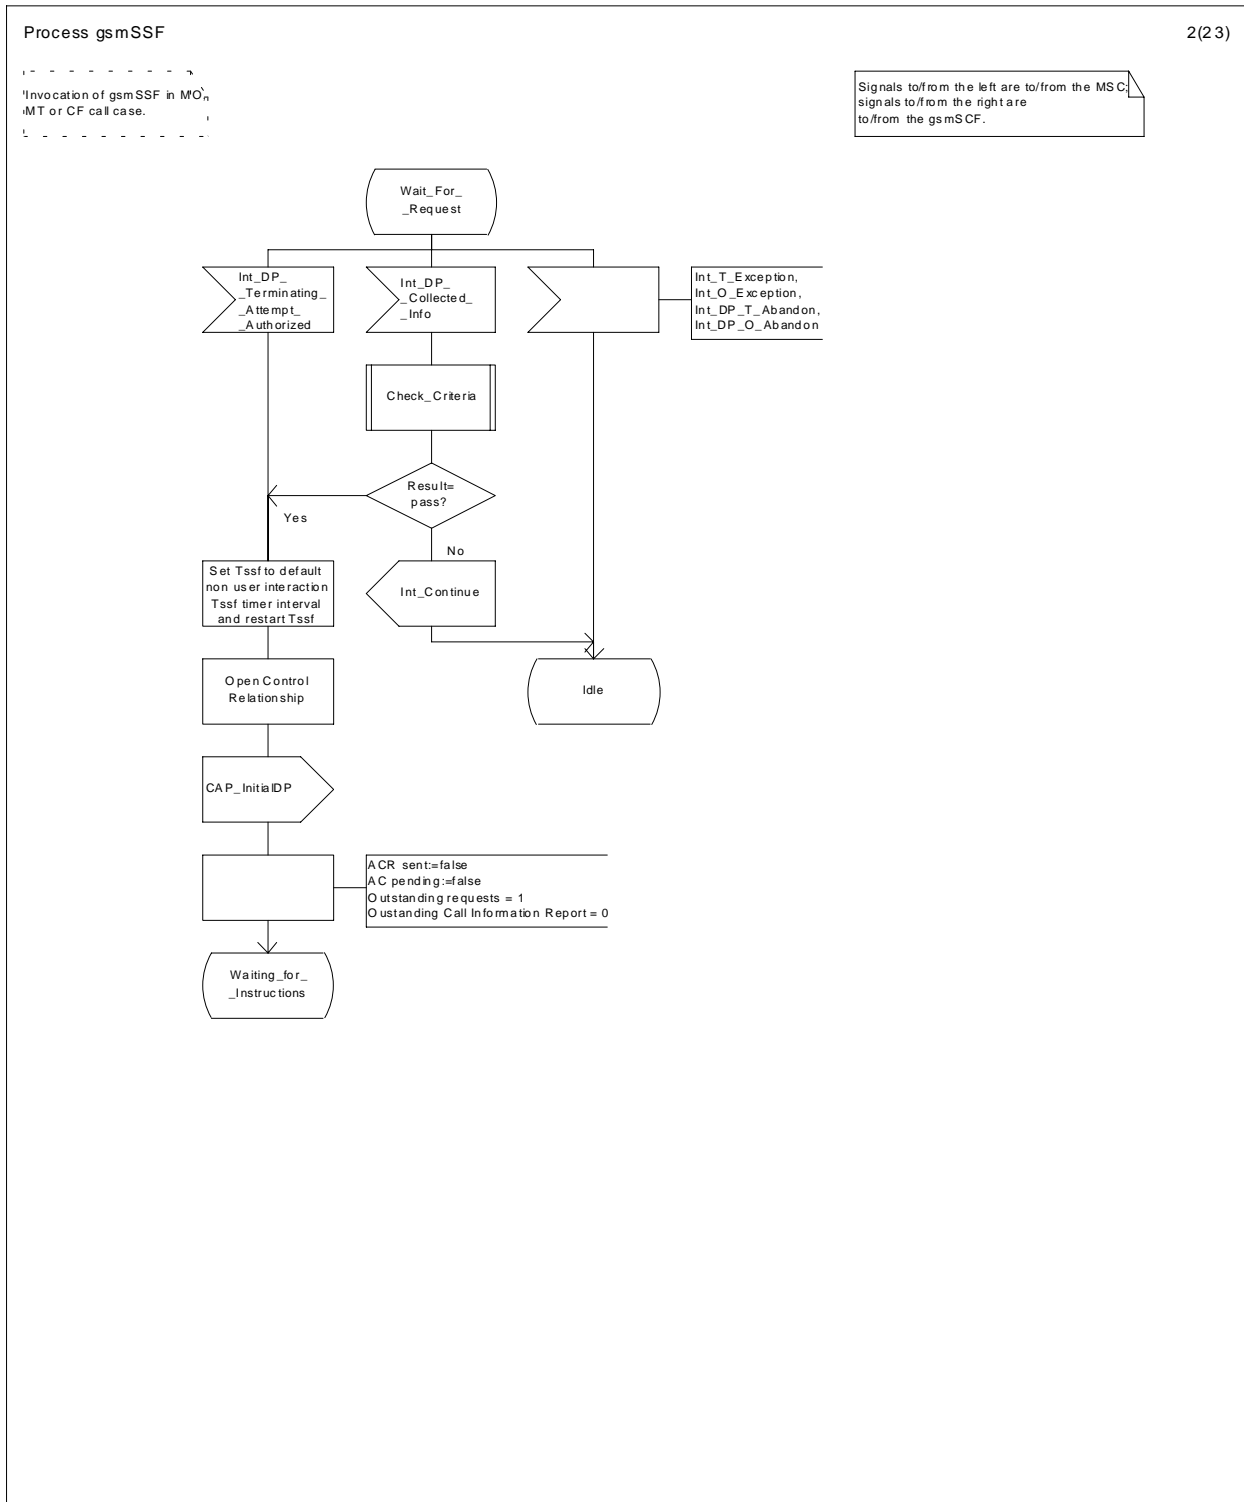 Process gsmSSF
2(23)
Invocation of gsmSSF in MO,
MT or CF call case.
Signals to/from the left are to/from the MSC;
signals to/from the right are
to/from the gsmSCF.
Wait_For_
_Request
Int_DP_
_Terminating_
_Attempt_
_Authorized
Int_DP_
_Collected_
_Info
Int_T_Exception,
Int_O_Exception,
Int_DP_T_Abandon,
Int_DP_O_Abandon
Check_Criteria
Result=
pass?
Yes
No
Set Tssf to default
non user interaction
Tssf timer interval
and restart Tssf
Int_Continue
Open Control
Relationship
Idle
CAP_InitialDP
ACR sent:=false
AC pending:=false
Outstanding requests = 1
Oustanding Call Information Report = 0
Waiting_for_
_Instructions